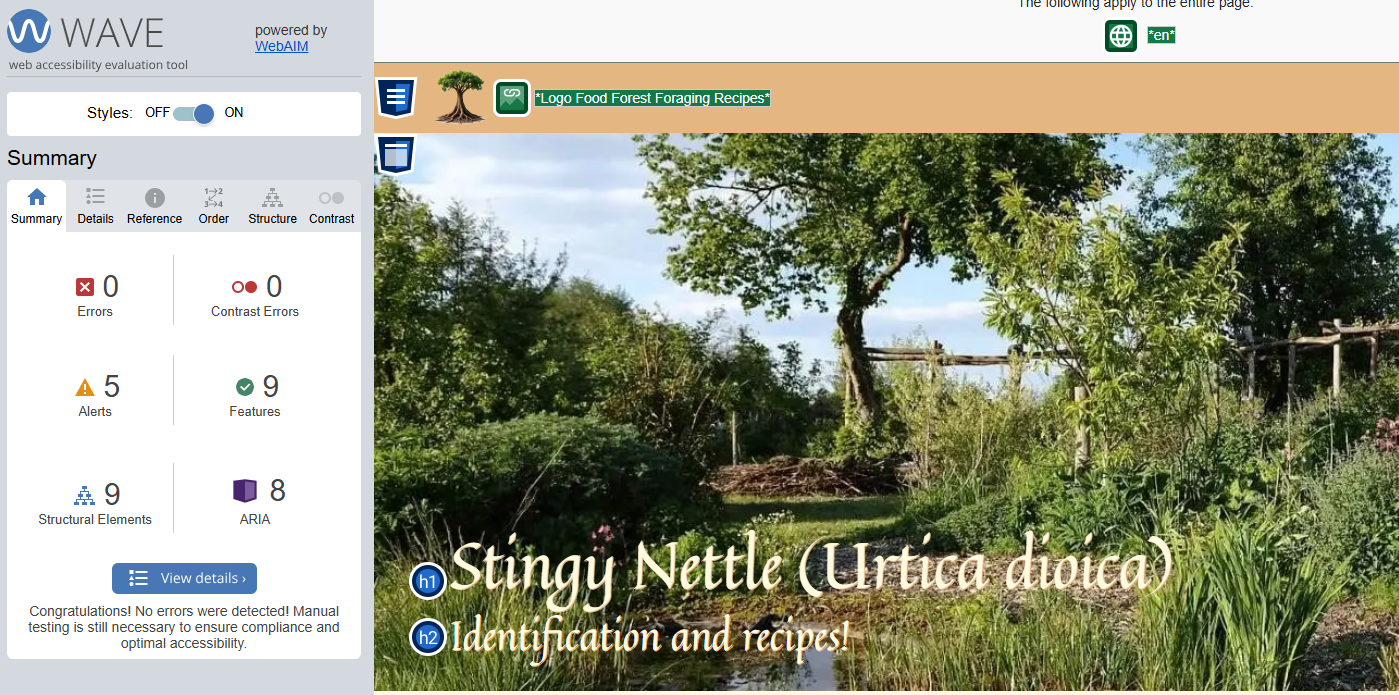 WAVE
powered by
WebAIM
web accessibility evaluation tool
Styles: OFF ON
Summary
Summary Details Reference Order Structure Contrast
0 Errors
0 Contrast Errors
5 Alerts
9 Features
9 Structural Elements
8 ARIA
View details ›
Congratulations! No errors were detected! Manual
testing is still necessary to ensure compliance and
optimal accessibility.
The following apply to the entire page.
*en*
*Logo Food Forest Foraging Recipes*
h1 Stingy Nettle (Urtica dioica)
h2 Identification and recipes!